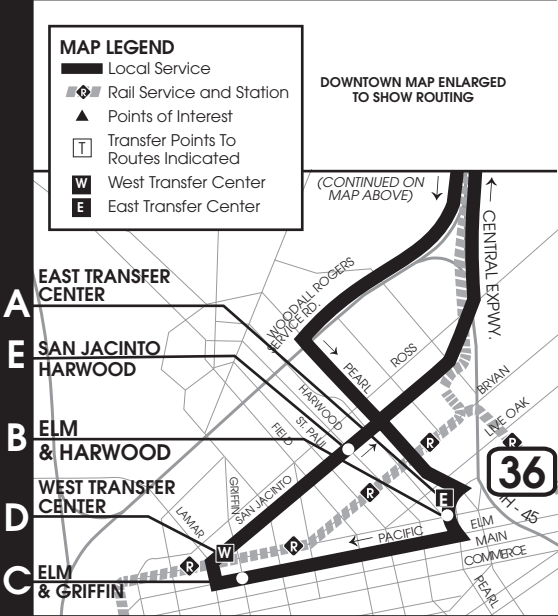 MAP LEGEND
Local Service
R Rail Service and Station
Points of Interest
T Transfer Points To
Routes Indicated
W West Transfer Center
E East Transfer Center
DOWNTOWN MAP ENLARGED
TO SHOW ROUTING
(CONTINUED ON
MAP ABOVE)
CENTRAL EXPWY.
WOODALL ROGERS
SERVICE RD.
A
EAST TRANSFER
CENTER
E
SAN JACINTO
HARWOOD
B
ELM
& HARWOOD
D
WEST TRANSFER
CENTER
C
ELM
& GRIFFIN
PEARL
ROSS
BRYAN
LIVE OAK
HARWOOD
ST. PAUL
FIELD
SAN JACINTO
GRIFFIN
LAMAR
R
R
R
R
R
E
W
36
IH - 45
PACIFIC
ELM
MAIN
COMMERCE
PEARL